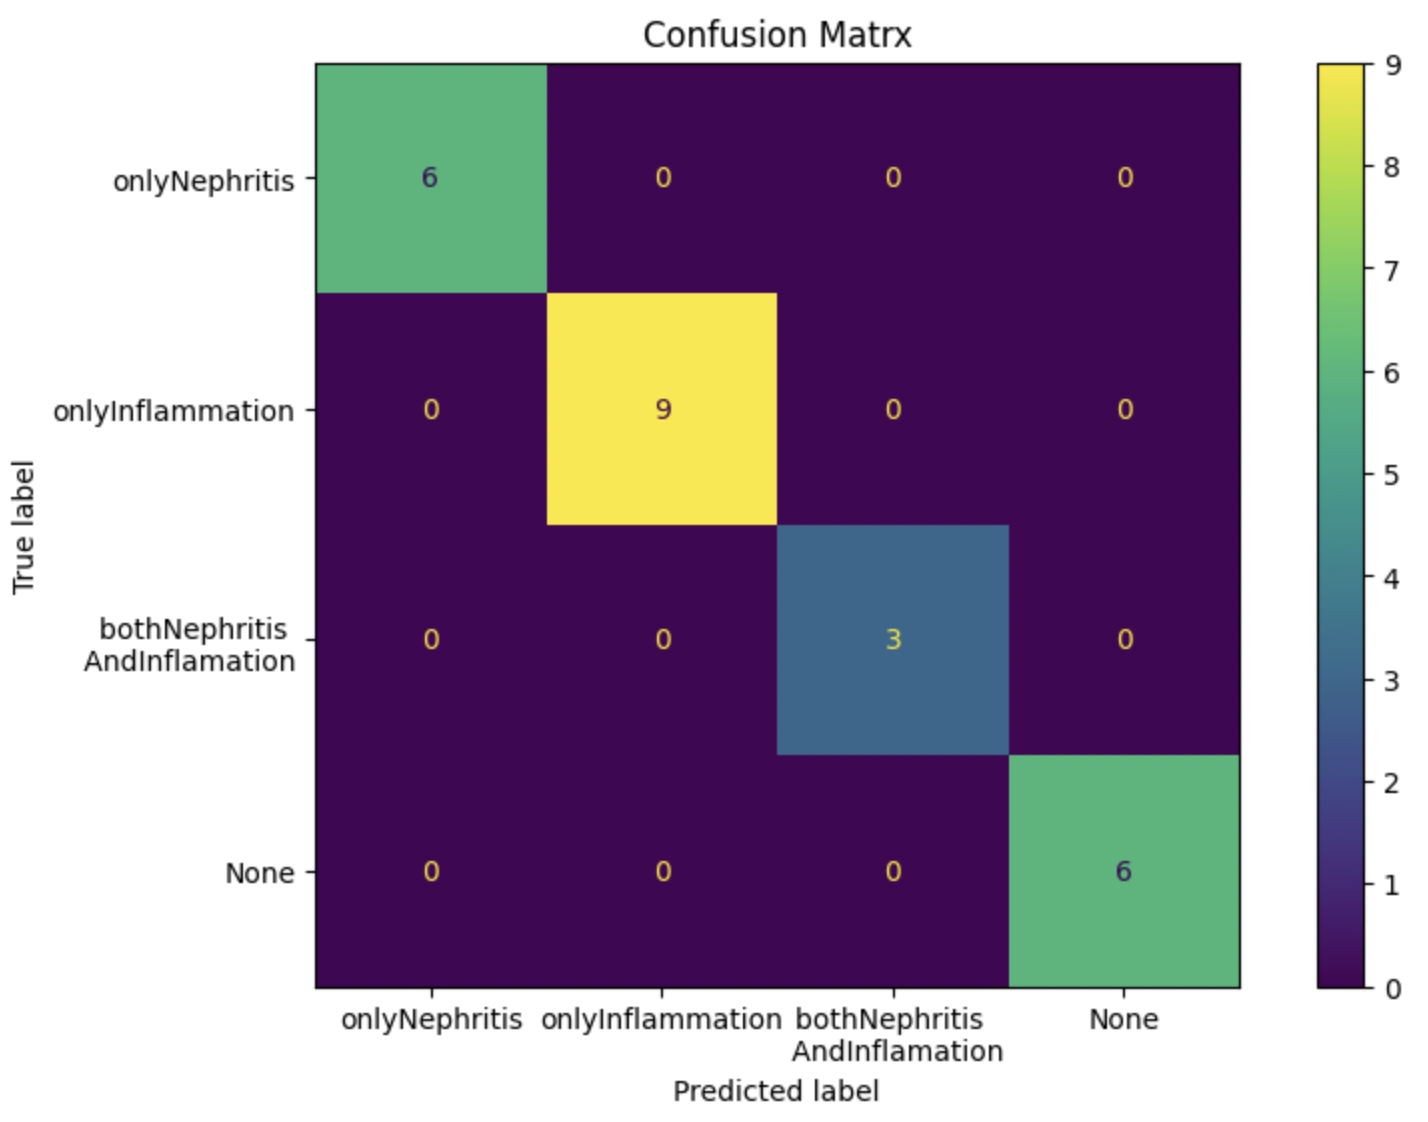 Confusion Matrx
True label
onlyNephritis
6 0 0 0
onlyInflammation
0 9 0 0
bothNephritis
AndInflamation
0 0 3 0
None
0 0 0 6
onlyNephritis onlyInflammation bothNephritis None
AndInflamation
Predicted label
9
8
7
6
5
4
3
2
1
0